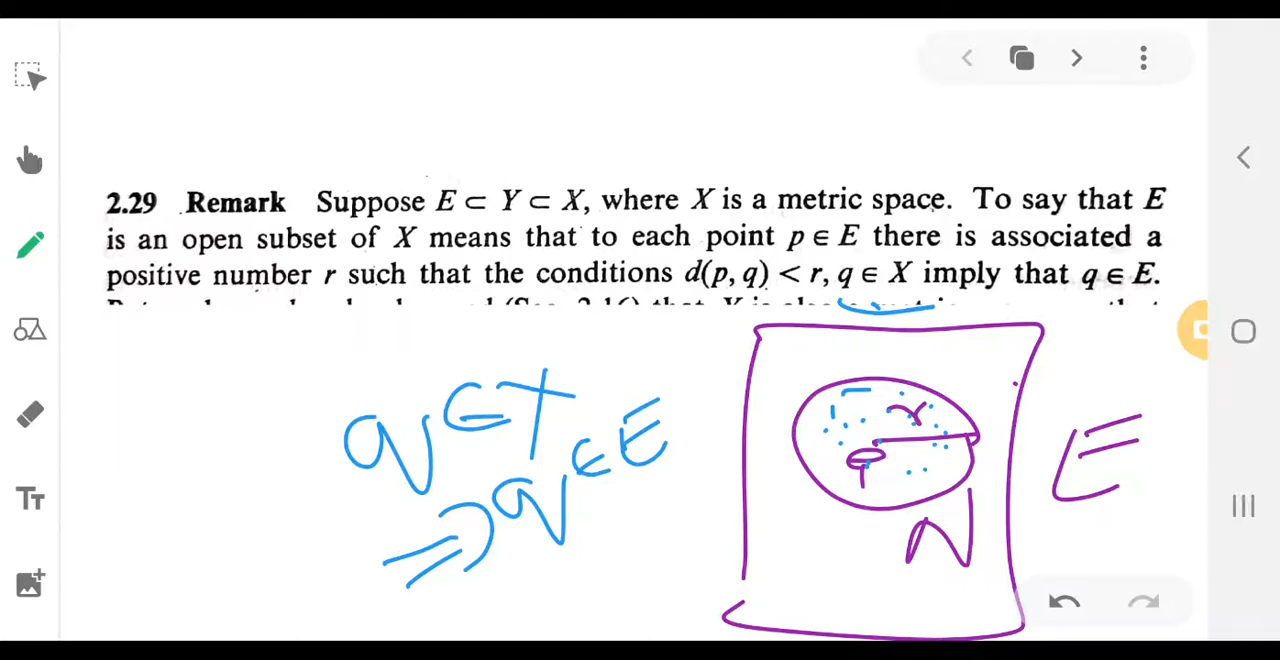 2.29 Remark Suppose E ⊂ Y ⊂ X, where X is a metric space. To say that E
is an open subset of X means that to each point p ∈ E there is associated a
positive number r such that the conditions d(p, q) < r, q ∈ X imply that q ∈ E.
r
E
p
N
⇒ q ∈ E
Tт